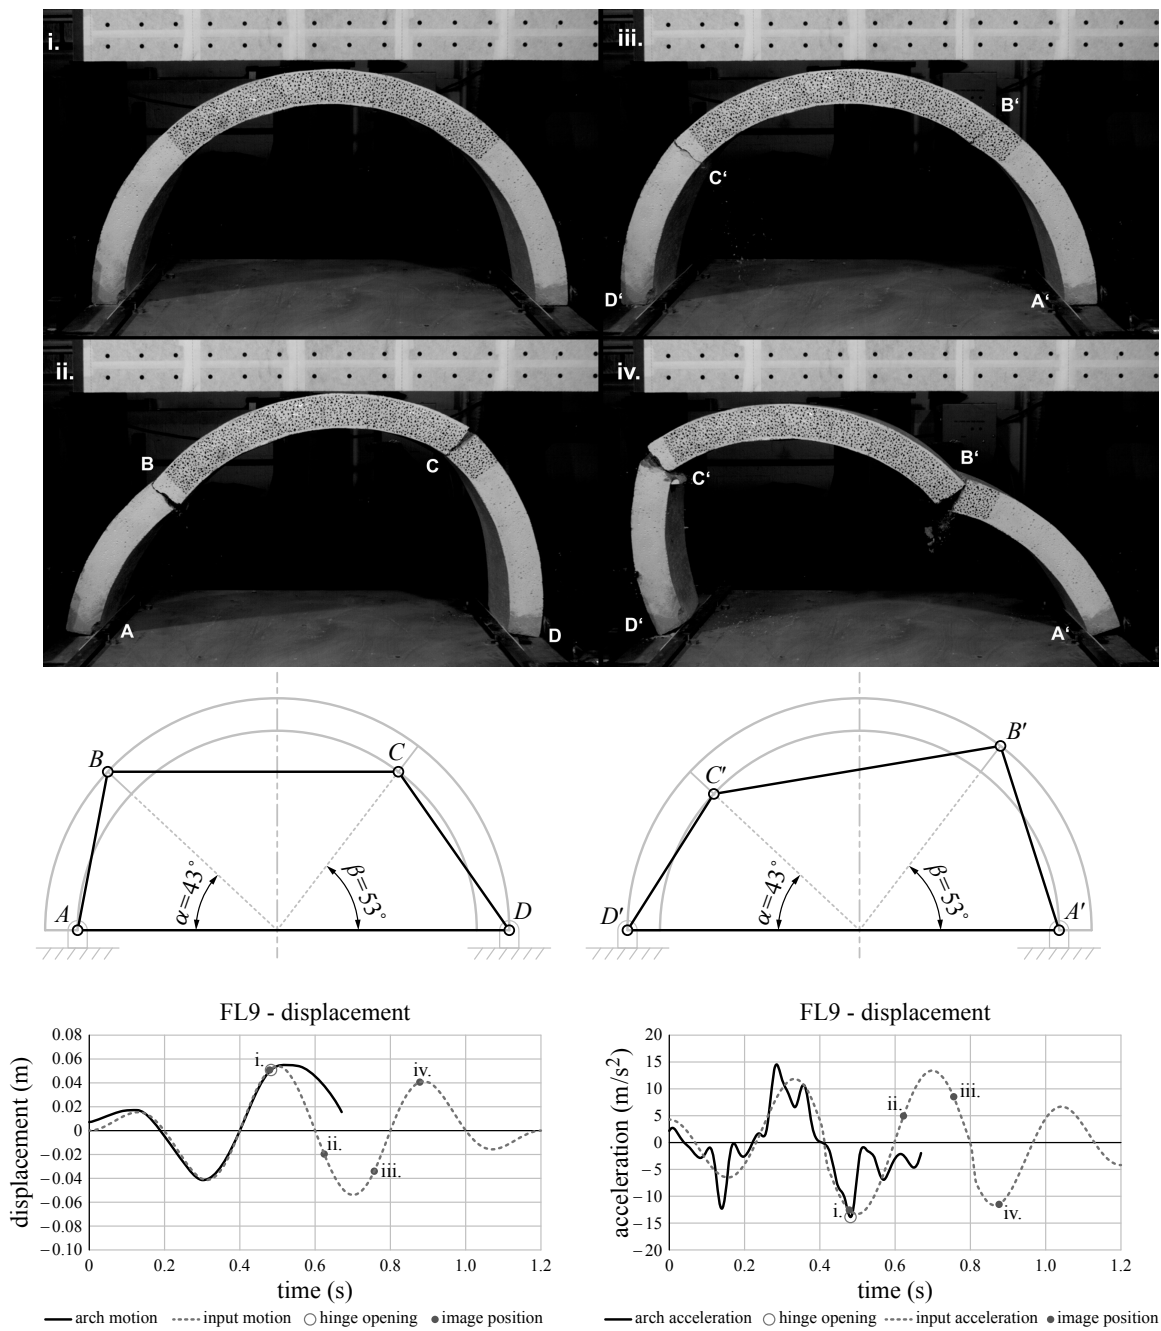 i.
iii.
B‘
C‘
D‘
A‘
ii.
iv.
B
C
A
D
B‘
C‘
D‘
A‘
B
C
α=43°
β=53°
A
D
B′
C′
α=43°
β=53°
D′
A′
FL9 - displacement
displacement (m)
0.08
0.06
0.04
0.02
0
−0.02
−0.04
−0.06
−0.08
−0.10
i.
ii.
iii.
iv.
0 0.2 0.4 0.6 0.8 1.0 1.2
time (s)
arch motion input motion hinge opening image position
FL9 - displacement
acceleration (m/s²)
20
15
10
5
0
−5
−10
−15
−20
i.
ii.
iii.
iv.
0 0.2 0.4 0.6 0.8 1.0 1.2
time (s)
arch acceleration hinge opening input acceleration image position